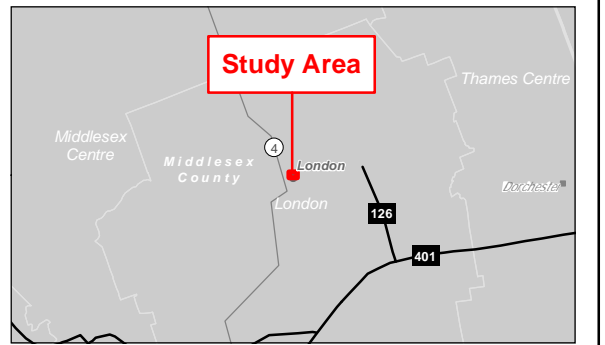 Study Area
Thames Centre
Middlesex
Centre
4
Middlesex
County
London
Dorchester
London
126
401